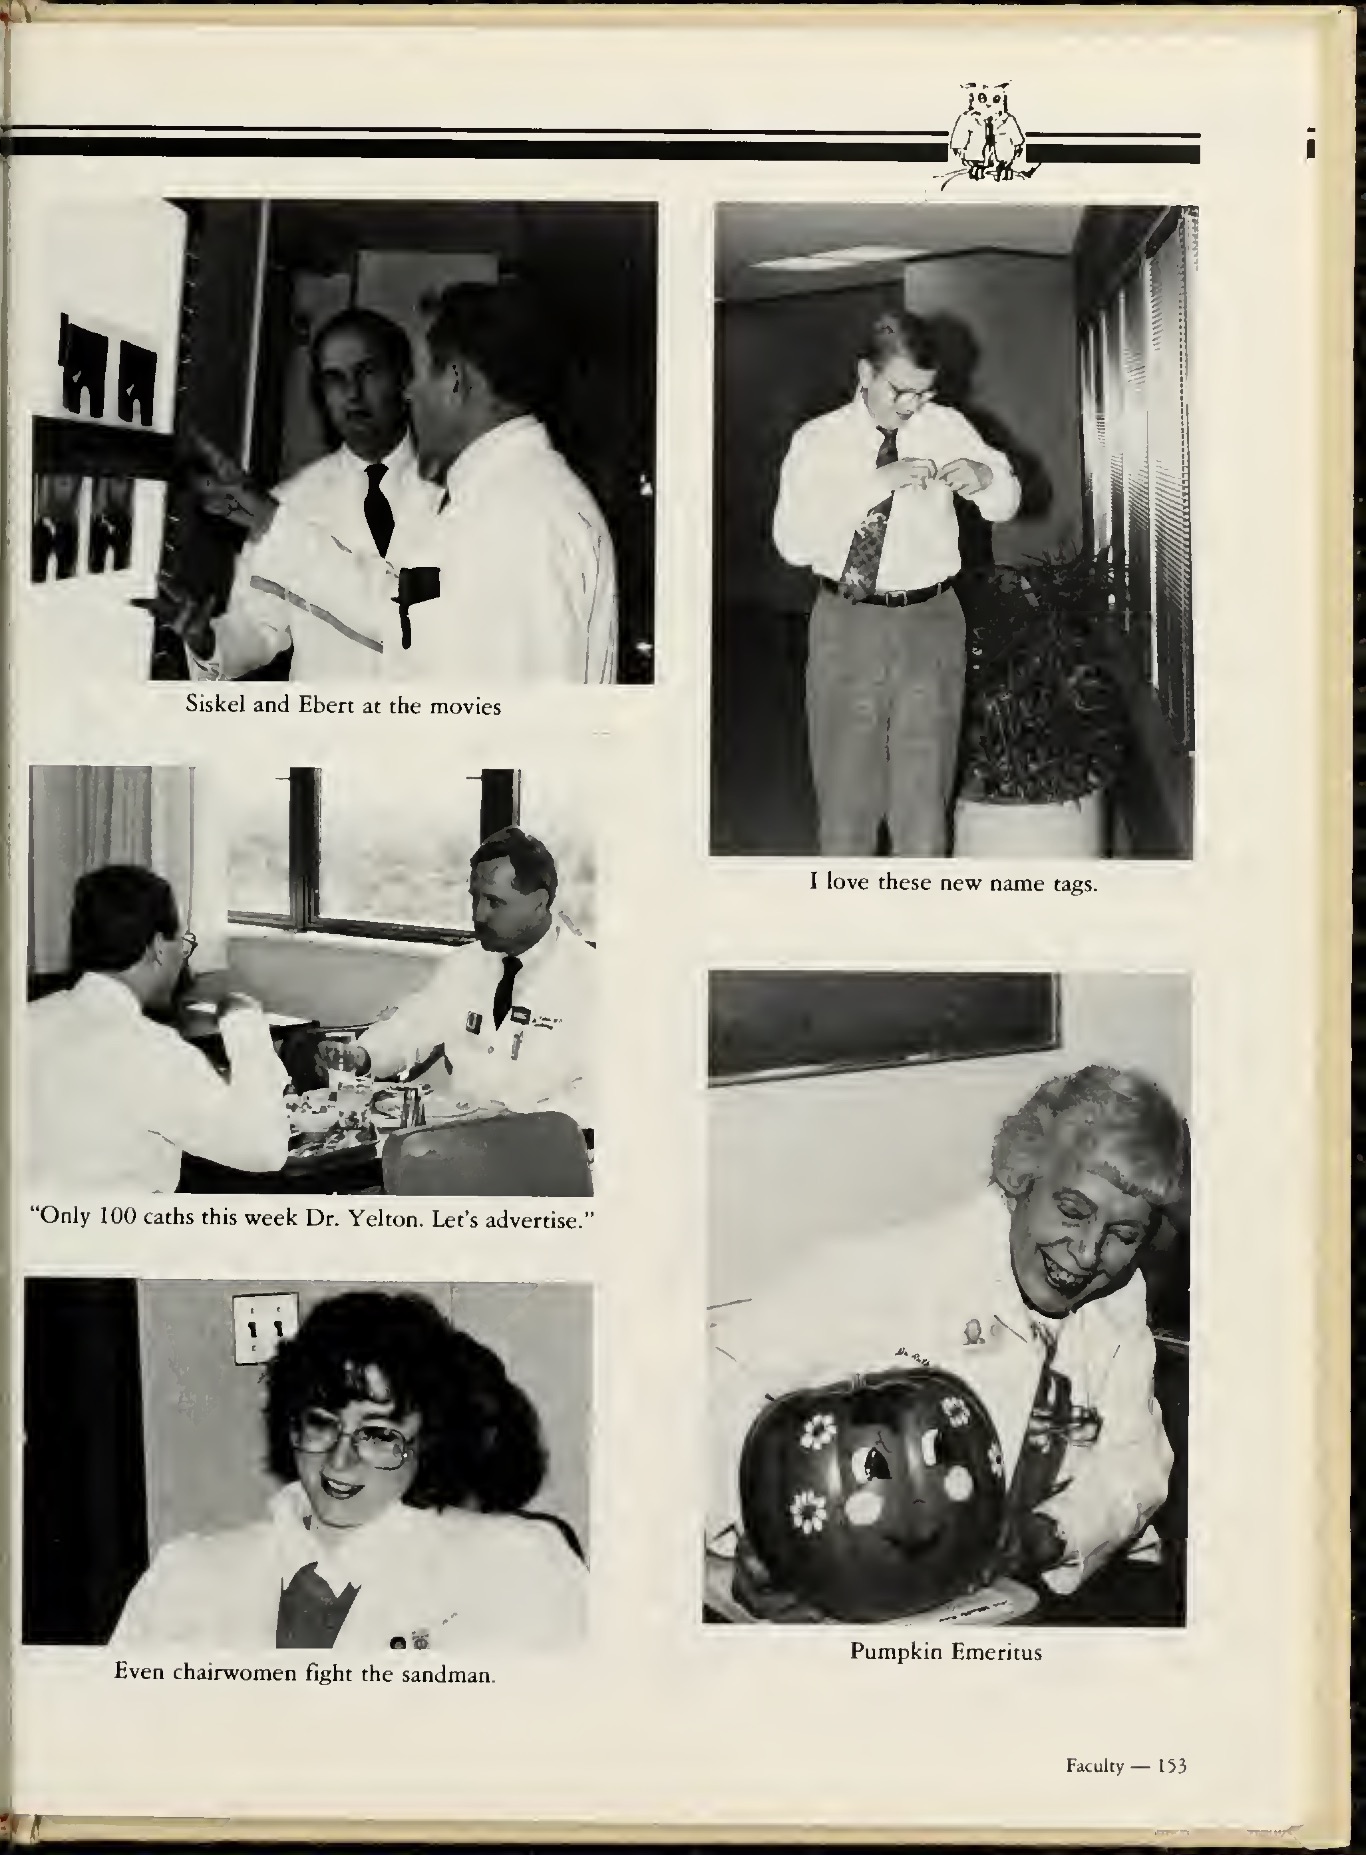 Siskel and Ebert at the movies
I love these new name tags.
"Only 100 caths this week Dr. Yelton. Let's advertise."
Even chairwomen fight the sandman.
Pumpkin Emeritus
Faculty — 153